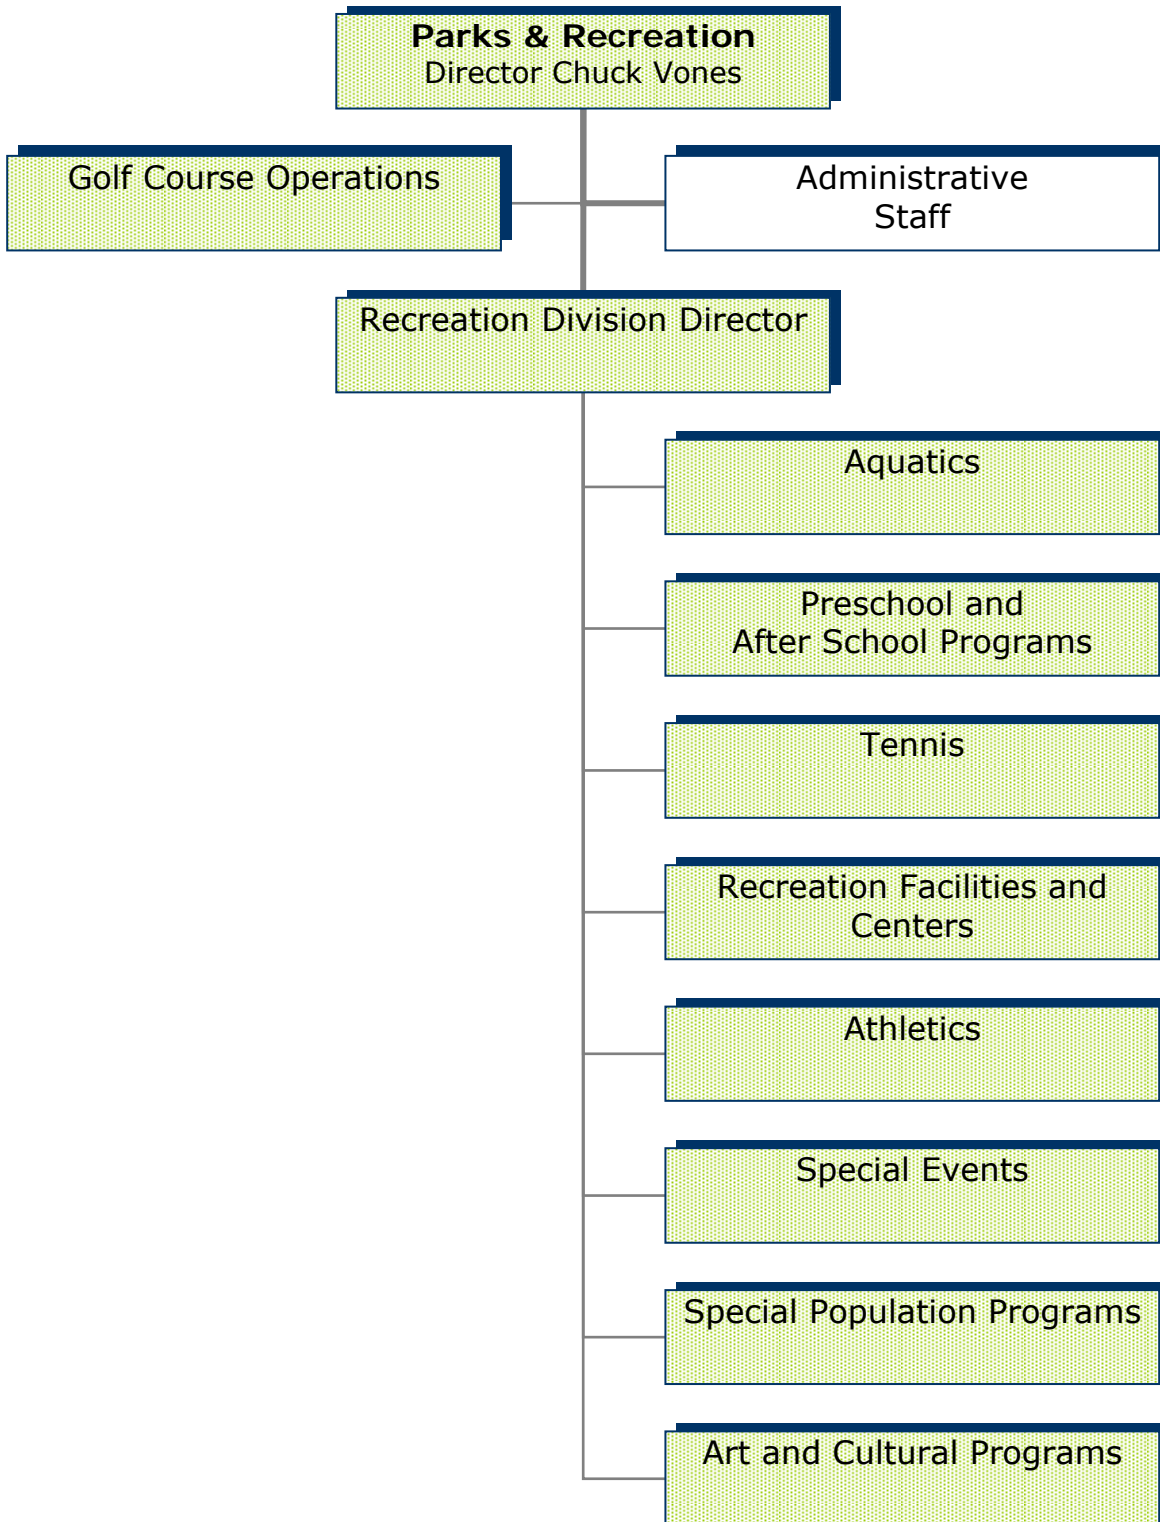 Parks & Recreation
Director Chuck Vones
Golf Course Operations
Administrative
Staff
Recreation Division Director
Aquatics
Preschool and
After School Programs
Tennis
Recreation Facilities and
Centers
Athletics
Special Events
Special Population Programs
Art and Cultural Programs